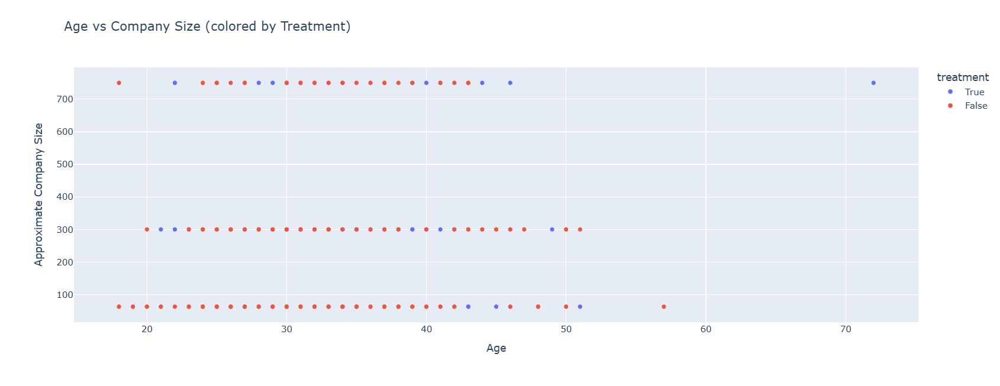 Age vs Company Size (colored by Treatment)
treatment
True
False
Approximate Company Size
700
600
500
400
300
200
100
20 30 40 50 60 70
Age